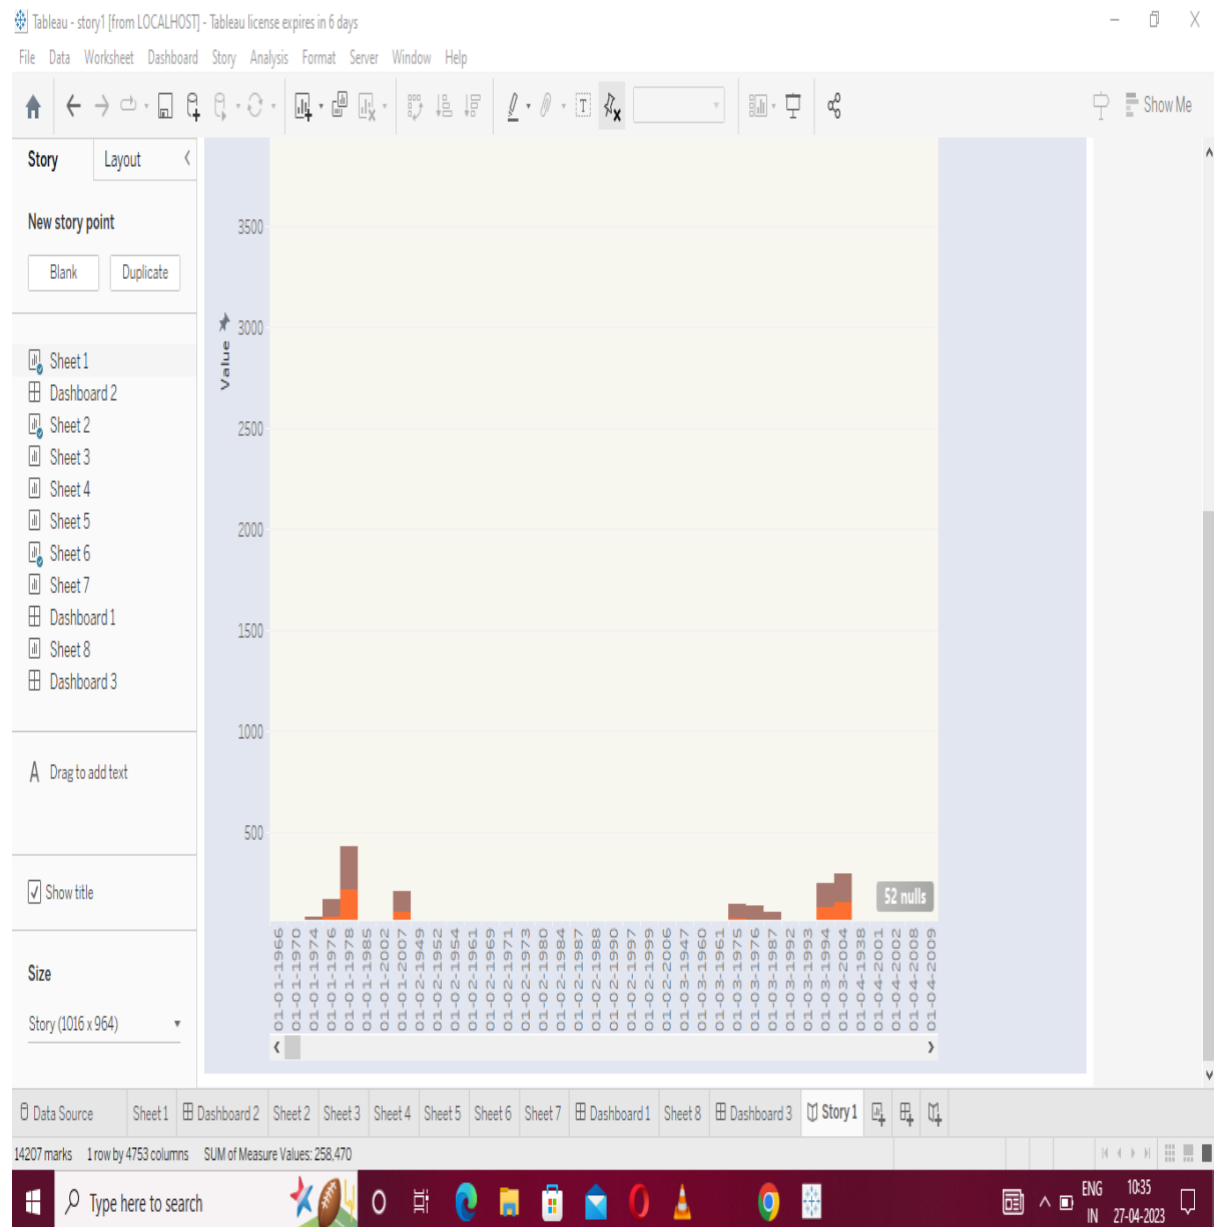 Tableau - story1 [from LOCALHOST] - Tableau license expires in 6 days
File Data Worksheet Dashboard Story Analysis Format Server Window Help
Show Me
Story Layout
New story point
Blank Duplicate
Sheet 1
Dashboard 2
Sheet 2
Sheet 3
Sheet 4
Sheet 5
Sheet 6
Sheet 7
Dashboard 1
Sheet 8
Dashboard 3
A Drag to add text
Show title
Size
Story (1016 x 964)
Value
3500
3000
2500
2000
1500
1000
500
52 nulls
01-01-1966
01-01-1970
01-01-1974
01-01-1976
01-01-1978
01-01-1985
01-01-2002
01-01-2007
01-02-1949
01-02-1952
01-02-1954
01-02-1961
01-02-1969
01-02-1971
01-02-1973
01-02-1980
01-02-1984
01-02-1987
01-02-1988
01-02-1990
01-02-1997
01-02-1999
01-02-2006
01-03-1947
01-03-1960
01-03-1961
01-03-1975
01-03-1976
01-03-1987
01-03-1992
01-03-1993
01-03-1994
01-03-2004
01-04-1938
01-04-2001
01-04-2002
01-04-2008
01-04-2009
Data Source Sheet 1 Dashboard 2 Sheet 2 Sheet 3 Sheet 4 Sheet 5 Sheet 6 Sheet 7 Dashboard 1 Sheet 8 Dashboard 3 Story 1
14207 marks 1 row by 4753 columns SUM of Measure Values: 258,470
Type here to search
ENG
IN
10:35
27-04-2023